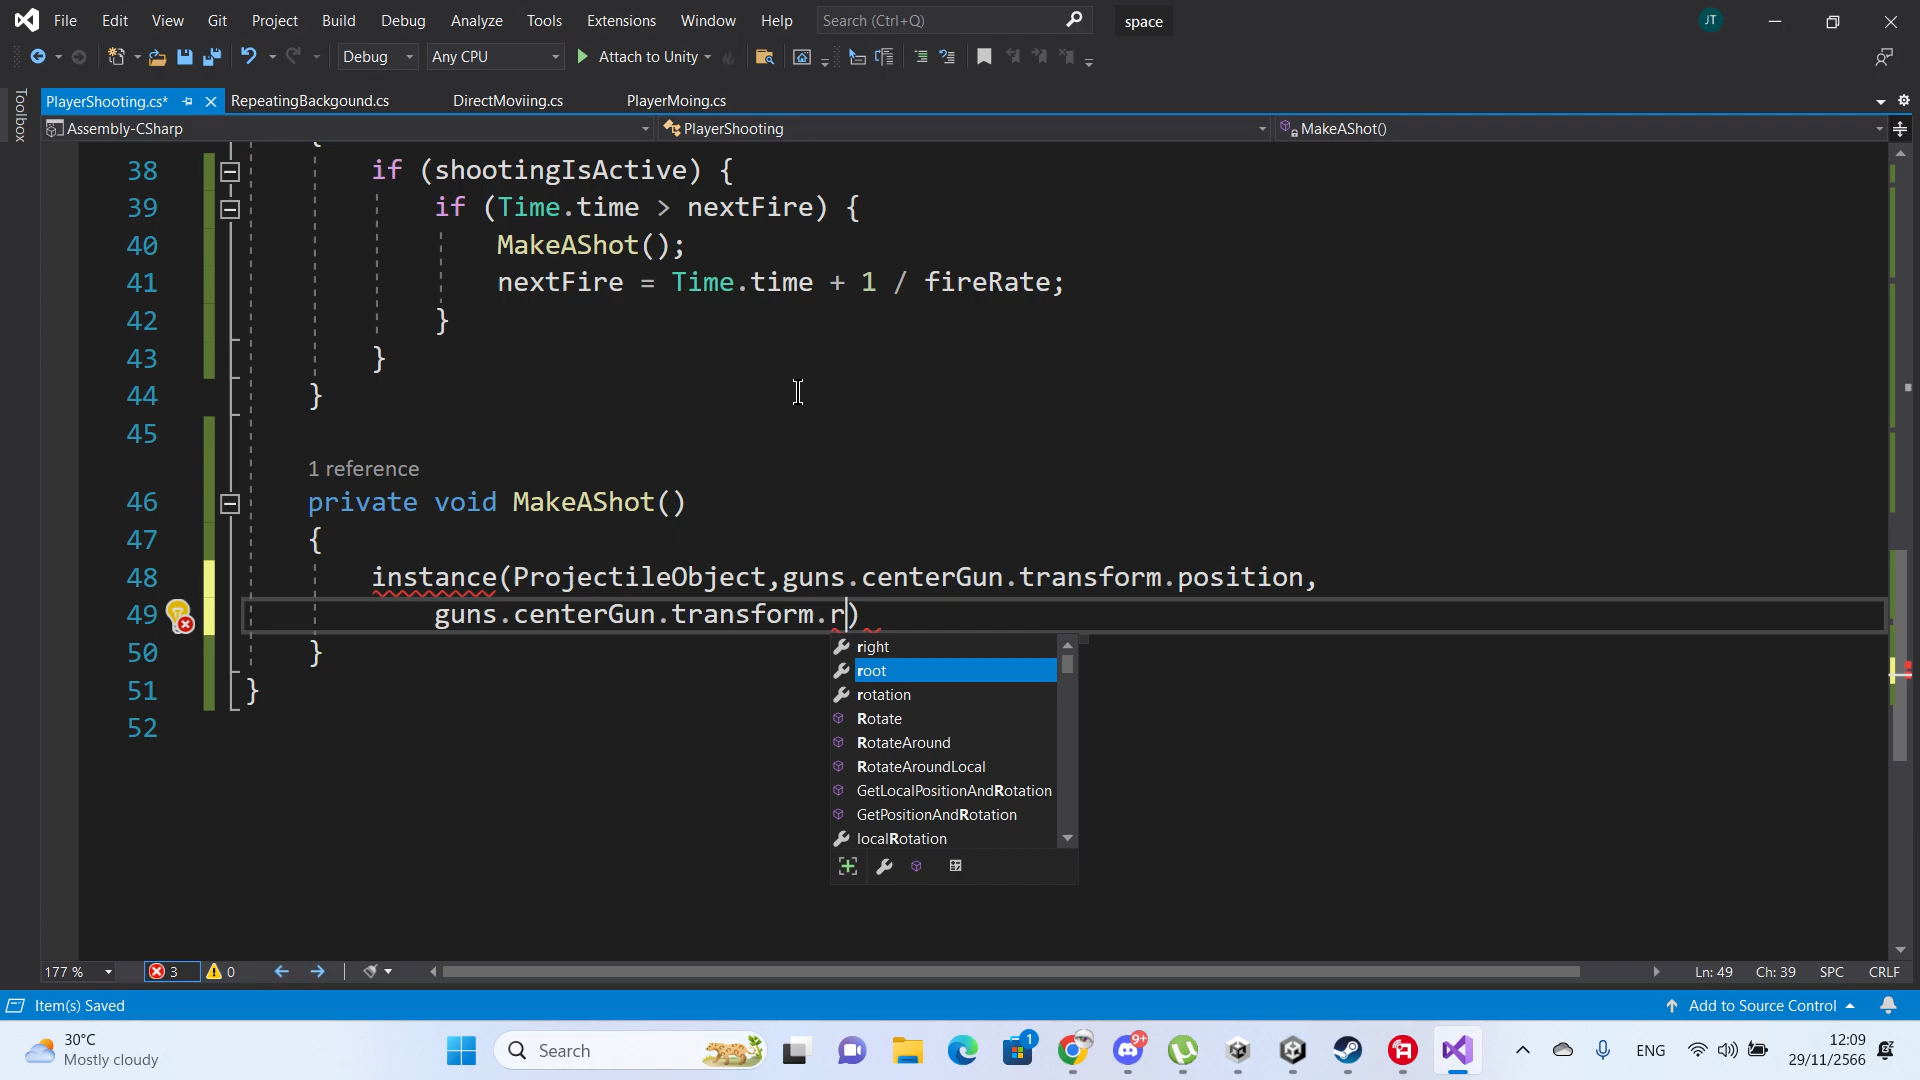 File Edit View Git Project Build Debug Analyze Tools Extensions Window Help Search (Ctrl+Q) space JT
Debug Any CPU Attach to Unity
Toolbox
PlayerShooting.cs* RepeatingBackgound.cs DirectMoviing.cs PlayerMoing.cs
Assembly-CSharp PlayerShooting MakeAShot()
38 if (shootingIsActive) {
39 if (Time.time > nextFire) {
40 MakeAShot();
41 nextFire = Time.time + 1 / fireRate;
42 }
43 }
44 }
45
1 reference
46 private void MakeAShot()
47 {
48 instance(ProjectileObject,guns.centerGun.transform.position,
49 guns.centerGun.transform.r)
50 }
51 }
52
right
root
rotation
Rotate
RotateAround
RotateAroundLocal
GetLocalPositionAndRotation
GetPositionAndRotation
localRotation
177 % 3 0 Ln: 49 Ch: 39 SPC CRLF
Item(s) Saved Add to Source Control
30°C
Mostly cloudy
Search
1
9+
ENG
12:09
29/11/2566